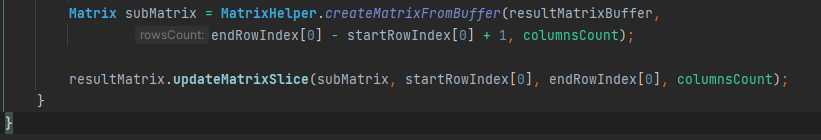 Matrix subMatrix = MatrixHelper.createMatrixFromBuffer(resultMatrixBuffer,
rowsCount: endRowIndex[0] - startRowIndex[0] + 1, columnsCount);
resultMatrix.updateMatrixSlice(subMatrix, startRowIndex[0], endRowIndex[0], columnsCount);
}
}